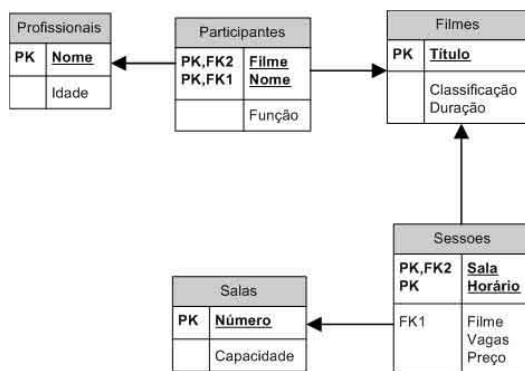 Profissionais
PK Nome
Idade
Participantes
PK,FK2 Filme
PK,FK1 Nome
Função
Filmes
PK Título
Classificação
Duração
Sessoes
PK,FK2 Sala
PK Horário
FK1 Filme
Vagas
Preço
Salas
PK Número
Capacidade